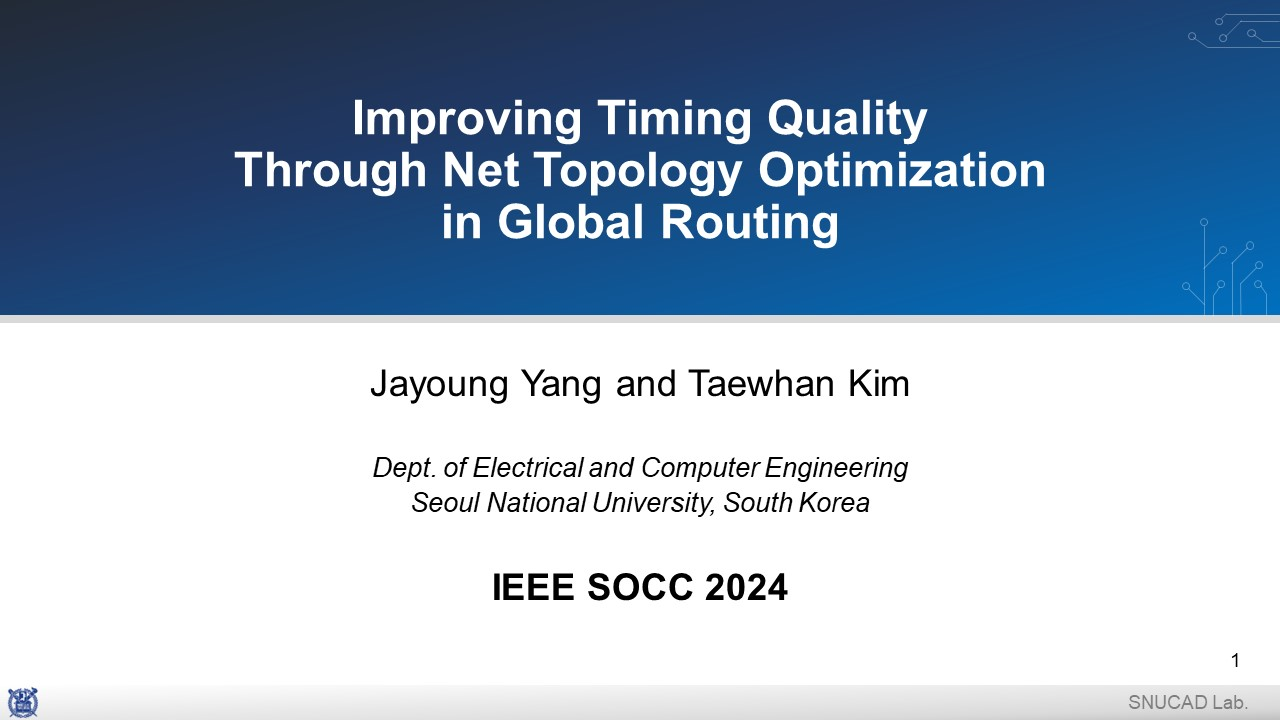 Improving Timing Quality
Through Net Topology Optimization
in Global Routing
Jayoung Yang and Taewhan Kim
Dept. of Electrical and Computer Engineering
Seoul National University, South Korea
IEEE SOCC 2024
1
SNUCAD Lab.